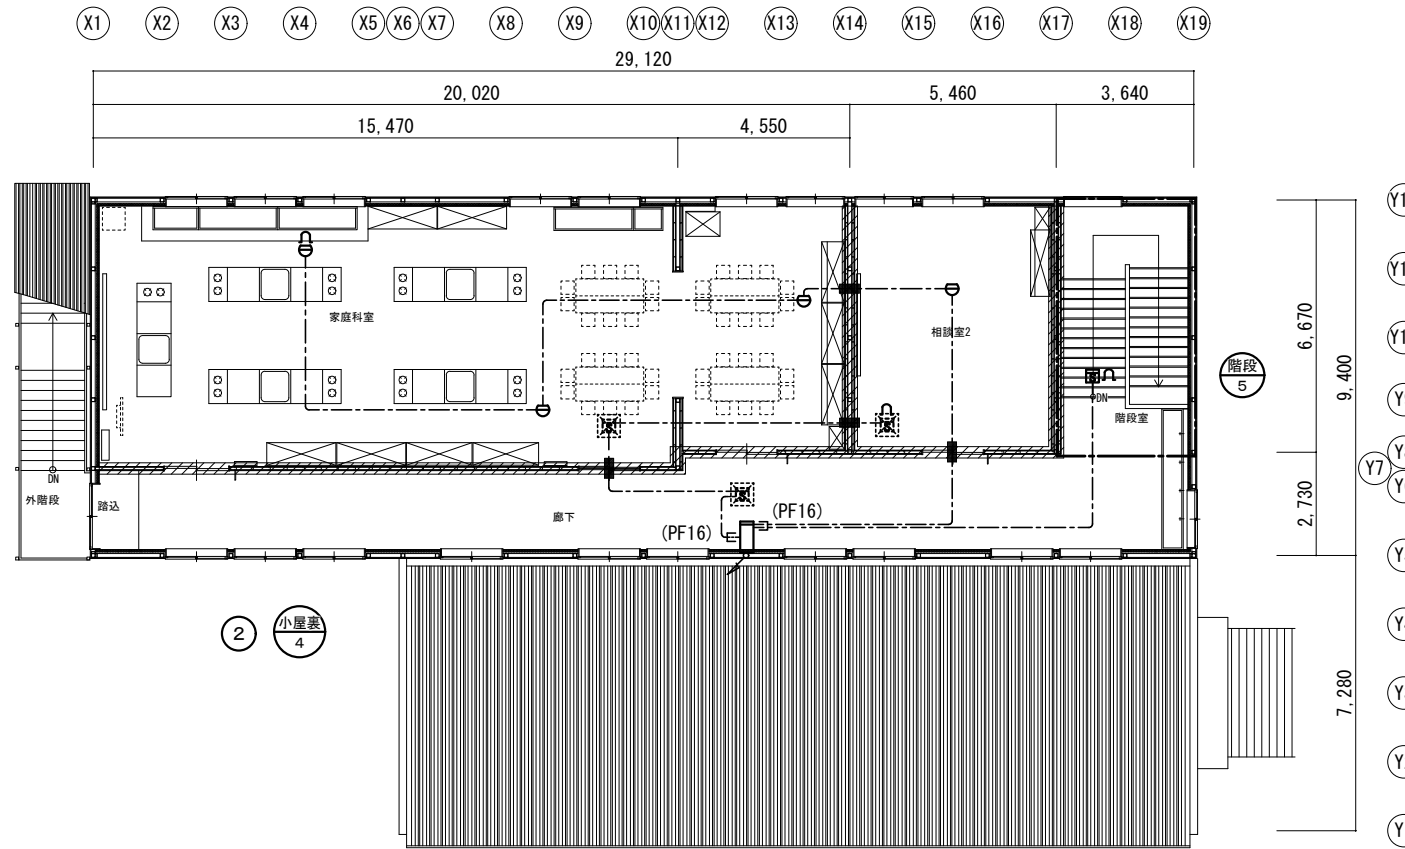 X1 X2 X3 X4 X5 X6 X7 X8 X9 X10 X11 X12 X13 X14 X15 X16 X17 X18 X19
29,120
20,020 5,460 3,640
15,470 4,550
家庭科室
相談室2
6,670
9,400
階段
5
DN
階段室
Y7
DN
外階段
踏込
廊下
(PF16)
(PF16)
2,730
2
小屋裏
4
7,280